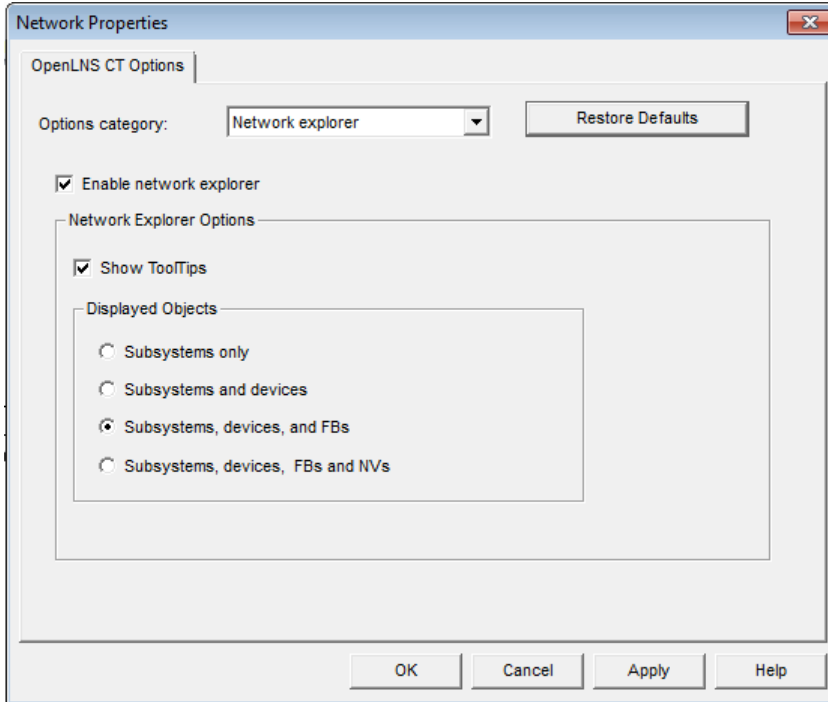 Network Properties
OpenLNS CT Options
Options category: Network explorer Restore Defaults
Enable network explorer
Network Explorer Options
Show ToolTips
Displayed Objects
Subsystems only
Subsystems and devices
Subsystems, devices, and FBs
Subsystems, devices, FBs and NVs
OK Cancel Apply Help